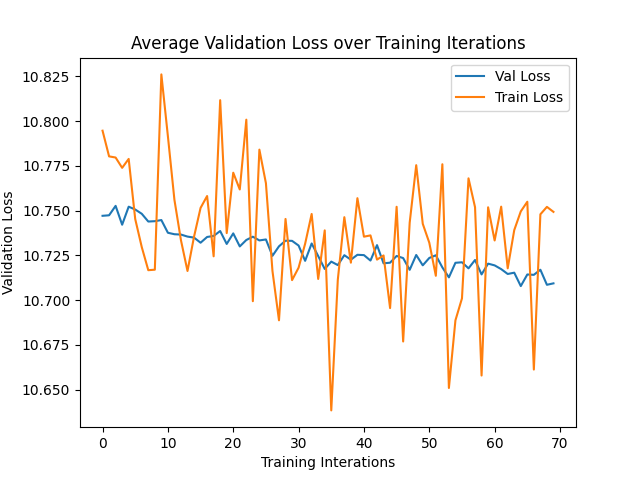 Average Validation Loss over Training Iterations
Val Loss
Train Loss
10.825
10.800
10.775
10.750
10.725
10.700
10.675
10.650
Validation Loss
0 10 20 30 40 50 60 70
Training Interations